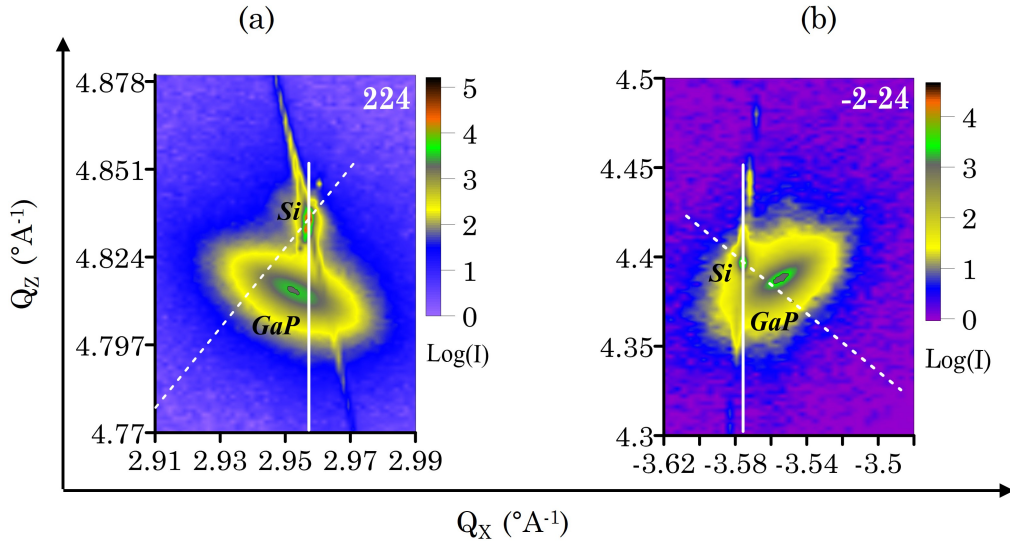 (a)
(b)
224
-2-24
Si
GaP
Si
GaP
4.878
4.851
4.824
4.797
4.77
2.91 2.93 2.95 2.97 2.99
5
4
3
2
1
0
Log(I)
4.5
4.45
4.4
4.35
4.3
-3.62 -3.58 -3.54 -3.5
4
3
2
1
0
Log(I)
Q_Z (°A⁻¹)
Q_X (°A⁻¹)